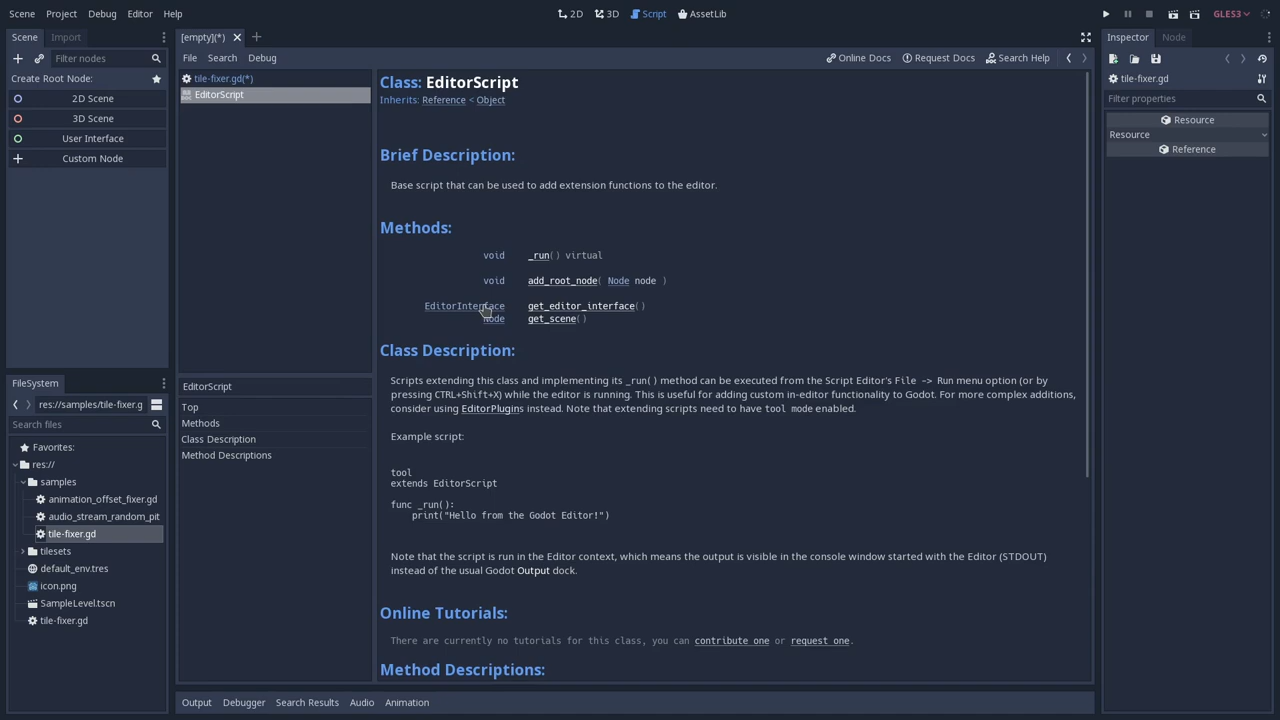 Scene Project Debug Editor Help
2D 3D Script AssetLib
GLES3
Scene Import
Filter nodes
Create Root Node:
2D Scene
3D Scene
User Interface
Custom Node
FileSystem
res://samples/tile-fixer.g
Search files
Favorites:
res://
samples
animation_offset_fixer.gd
audio_stream_random_pit
tile-fixer.gd
tilesets
default_env.tres
icon.png
SampleLevel.tscn
tile-fixer.gd
[empty](*)
File Search Debug
Online Docs Request Docs Search Help
tile-fixer.gd(*)
EditorScript
EditorScript
Top
Methods
Class Description
Method Descriptions
Class: EditorScript
Inherits: Reference < Object
Brief Description:
Base script that can be used to add extension functions to the editor.
Methods:
void _run() virtual
void add_root_node( Node node )
EditorInterface get_editor_interface()
Node get_scene()
Class Description:
Scripts extending this class and implementing its _run() method can be executed from the Script Editor's File -> Run menu option (or by
pressing CTRL+Shift+X) while the editor is running. This is useful for adding custom in-editor functionality to Godot. For more complex additions,
consider using EditorPlugins instead. Note that extending scripts need to have tool mode enabled.
Example script:
tool
extends EditorScript
func _run():
print("Hello from the Godot Editor!")
Note that the script is run in the Editor context, which means the output is visible in the console window started with the Editor (STDOUT)
instead of the usual Godot Output dock.
Online Tutorials:
There are currently no tutorials for this class, you can contribute one or request one.
Method Descriptions:
Output Debugger Search Results Audio Animation
Inspector Node
tile-fixer.gd
Filter properties
Resource
Resource
Reference